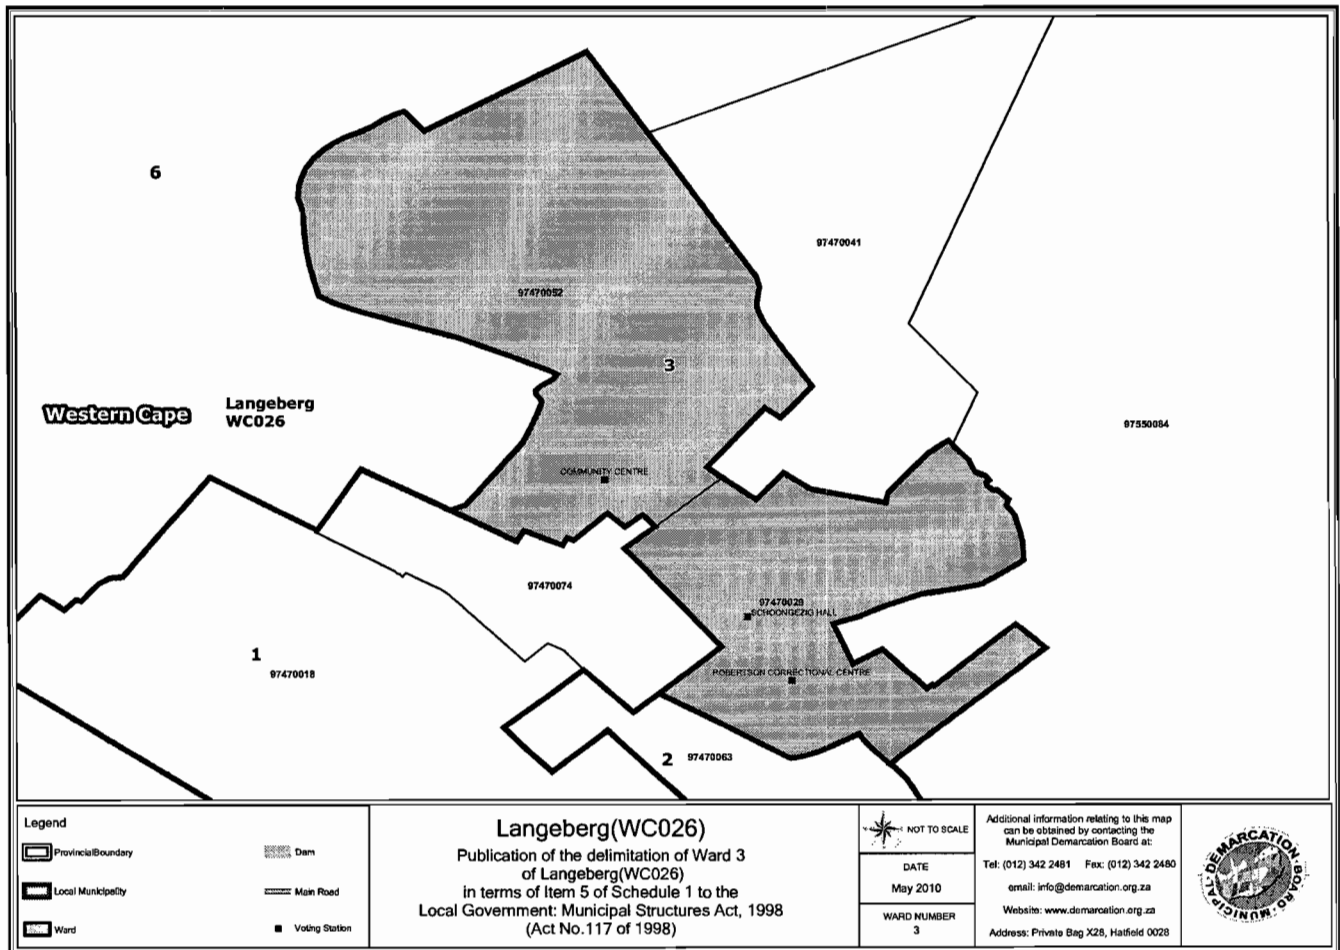 6
97470041
97470052
3
Western Cape
Langeberg
WC026
97550084
COMMUNITY CENTRE
97470074
97470029
SCHOONGEZIG HALL
1
97470018
ROBERTSON CORRECTIONAL CENTRE
2
97470063
Legend
ProvincialBoundary
Local Municipality
Ward
Dam
Main Road
Voting Station
Langeberg(WC026)
Publication of the delimitation of Ward 3
of Langeberg(WC026)
in terms of Item 5 of Schedule 1 to the
Local Government: Municipal Structures Act, 1998
(Act No.117 of 1998)
NOT TO SCALE
DATE
May 2010
WARD NUMBER
3
Additional information relating to this map
can be obtained by contacting the
Municipal Demarcation Board at:
Tel: (012) 342 2481 Fax: (012) 342 2480
email: info@demarcation.org.za
Website: www.demarcation.org.za
Address: Private Bag X28, Hatfield 0028
MUNICIPAL DEMARCATION BOARD